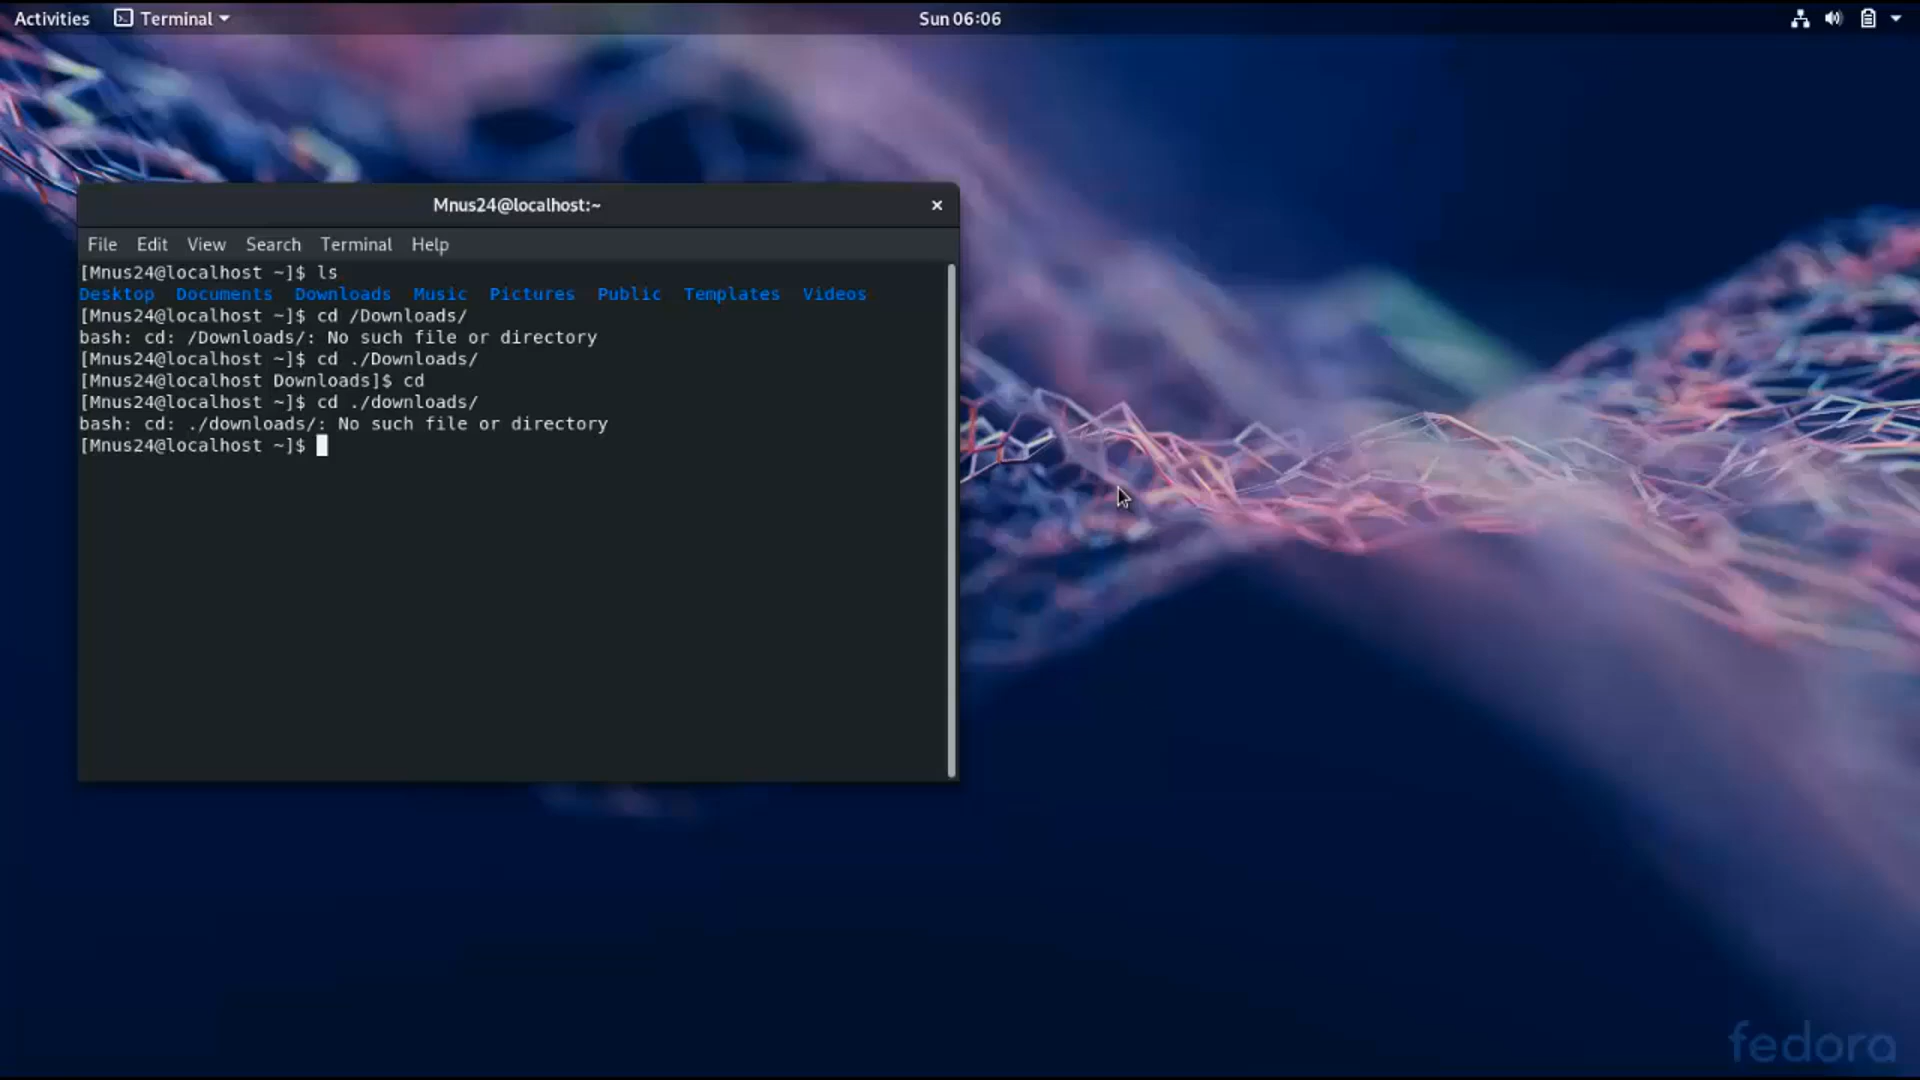 Activities Terminal Sun 06:06
Mnus24@localhost:~
File Edit View Search Terminal Help
[Mnus24@localhost ~]$ ls
Desktop Documents Downloads Music Pictures Public Templates Videos
[Mnus24@localhost ~]$ cd /Downloads/
bash: cd: /Downloads/: No such file or directory
[Mnus24@localhost ~]$ cd ./Downloads/
[Mnus24@localhost Downloads]$ cd
[Mnus24@localhost ~]$ cd ./downloads/
bash: cd: ./downloads/: No such file or directory
[Mnus24@localhost ~]$
fedora